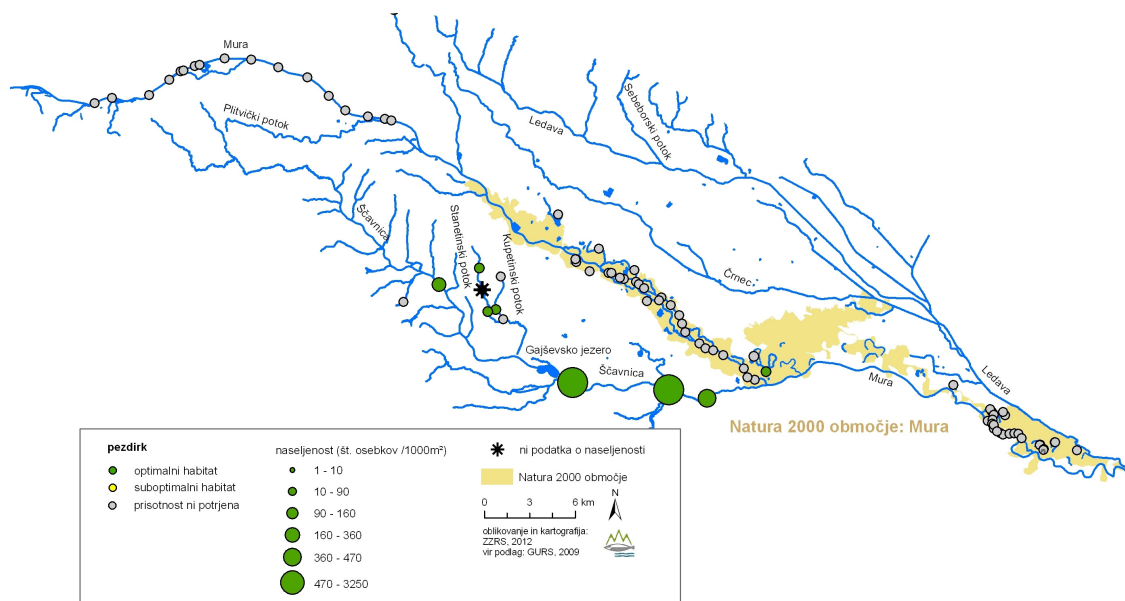 Mura
Plitvički potok
Ledava
Sebeborski potok
Ščavnica
Stanetinski potok
Kupetinski potok
Črnec
Gajševsko jezero
Ščavnica
Mura
Ledava
Natura 2000 območje: Mura
pezdirk
optimalni habitat
suboptimalni habitat
prisotnost ni potrjena
naseljenost (št. osebkov /1000m²)
1 - 10
10 - 90
90 - 160
160 - 360
360 - 470
470 - 3250
ni podatka o naseljenosti
Natura 2000 območje
0 3 6 km
N
oblikovanje in kartografija:
ZZRS, 2012
vir podlag: GURS, 2009